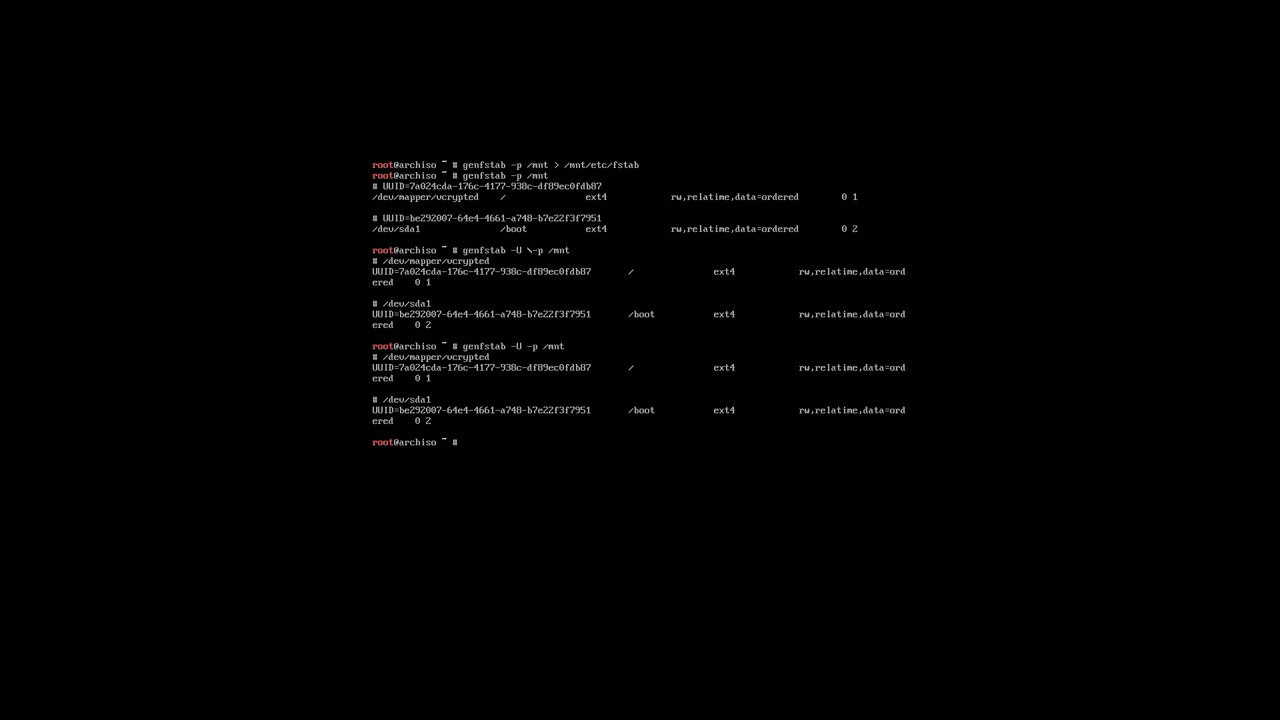 root@archiso ~ # genfstab -p /mnt > /mnt/etc/fstab
root@archiso ~ # genfstab -p /mnt
# UUID=7a024cda-176c-4177-938c-df89ec0fdb87
/dev/mapper/vcrypted    /               ext4            rw,relatime,data=ordered        0 1

# UUID=be292007-64e4-4661-a748-b7e22f3f7951
/dev/sda1               /boot           ext4            rw,relatime,data=ordered        0 2

root@archiso ~ # genfstab -U \-p /mnt
# /dev/mapper/vcrypted
UUID=7a024cda-176c-4177-938c-df89ec0fdb87       /               ext4            rw,relatime,data=ord
ered    0 1

# /dev/sda1
UUID=be292007-64e4-4661-a748-b7e22f3f7951       /boot           ext4            rw,relatime,data=ord
ered    0 2

root@archiso ~ # genfstab -U -p /mnt
# /dev/mapper/vcrypted
UUID=7a024cda-176c-4177-938c-df89ec0fdb87       /               ext4            rw,relatime,data=ord
ered    0 1

# /dev/sda1
UUID=be292007-64e4-4661-a748-b7e22f3f7951       /boot           ext4            rw,relatime,data=ord
ered    0 2

root@archiso ~ #